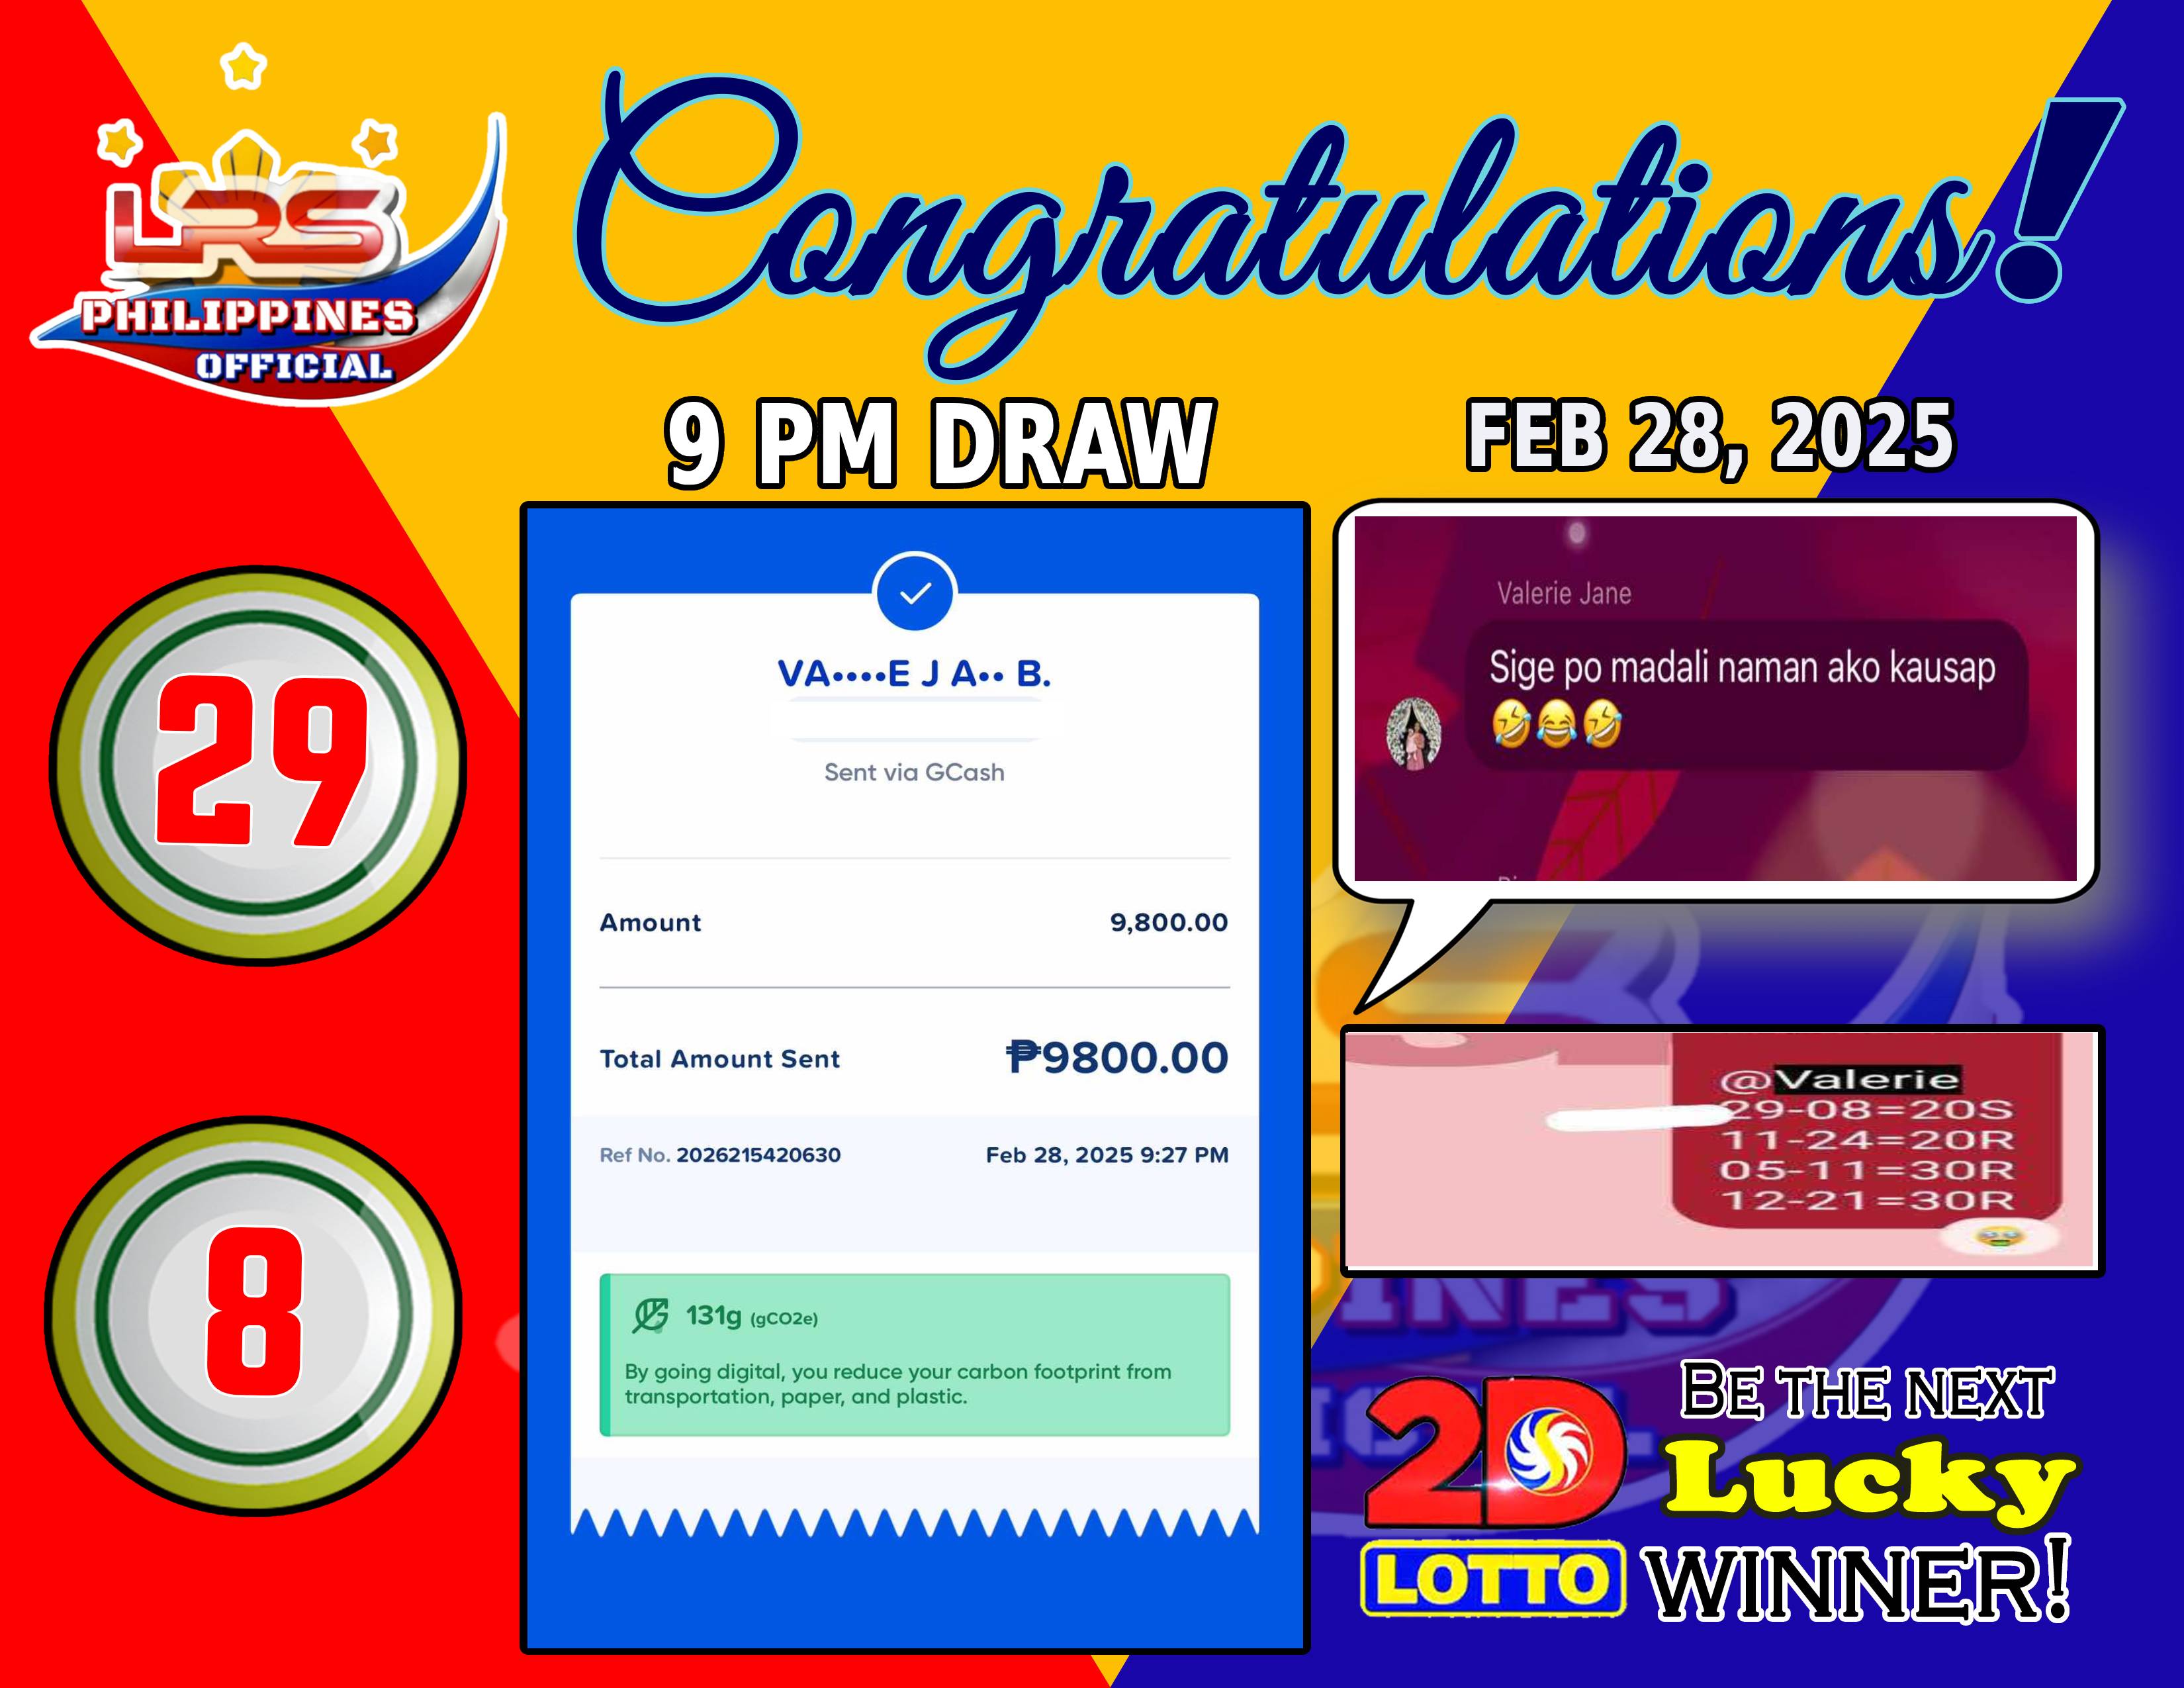 LRS
PHILIPPINES
OFFICIAL
Congratulations!
9 PM DRAW
FEB 28, 2025
29
8
VA••••E J A•• B.
Sent via GCash
Amount 9,800.00
Total Amount Sent ₱9800.00
Ref No. 2026215420630 Feb 28, 2025 9:27 PM
131g (gCO2e)
By going digital, you reduce your carbon footprint from
transportation, paper, and plastic.
Valerie Jane
Sige po madali naman ako kausap
🤣😂🤣
@Valerie
29-08=20S
11-24=20R
05-11=30R
12-21=30R
2D
LOTTO
BE THE NEXT
Lucky
WINNER!